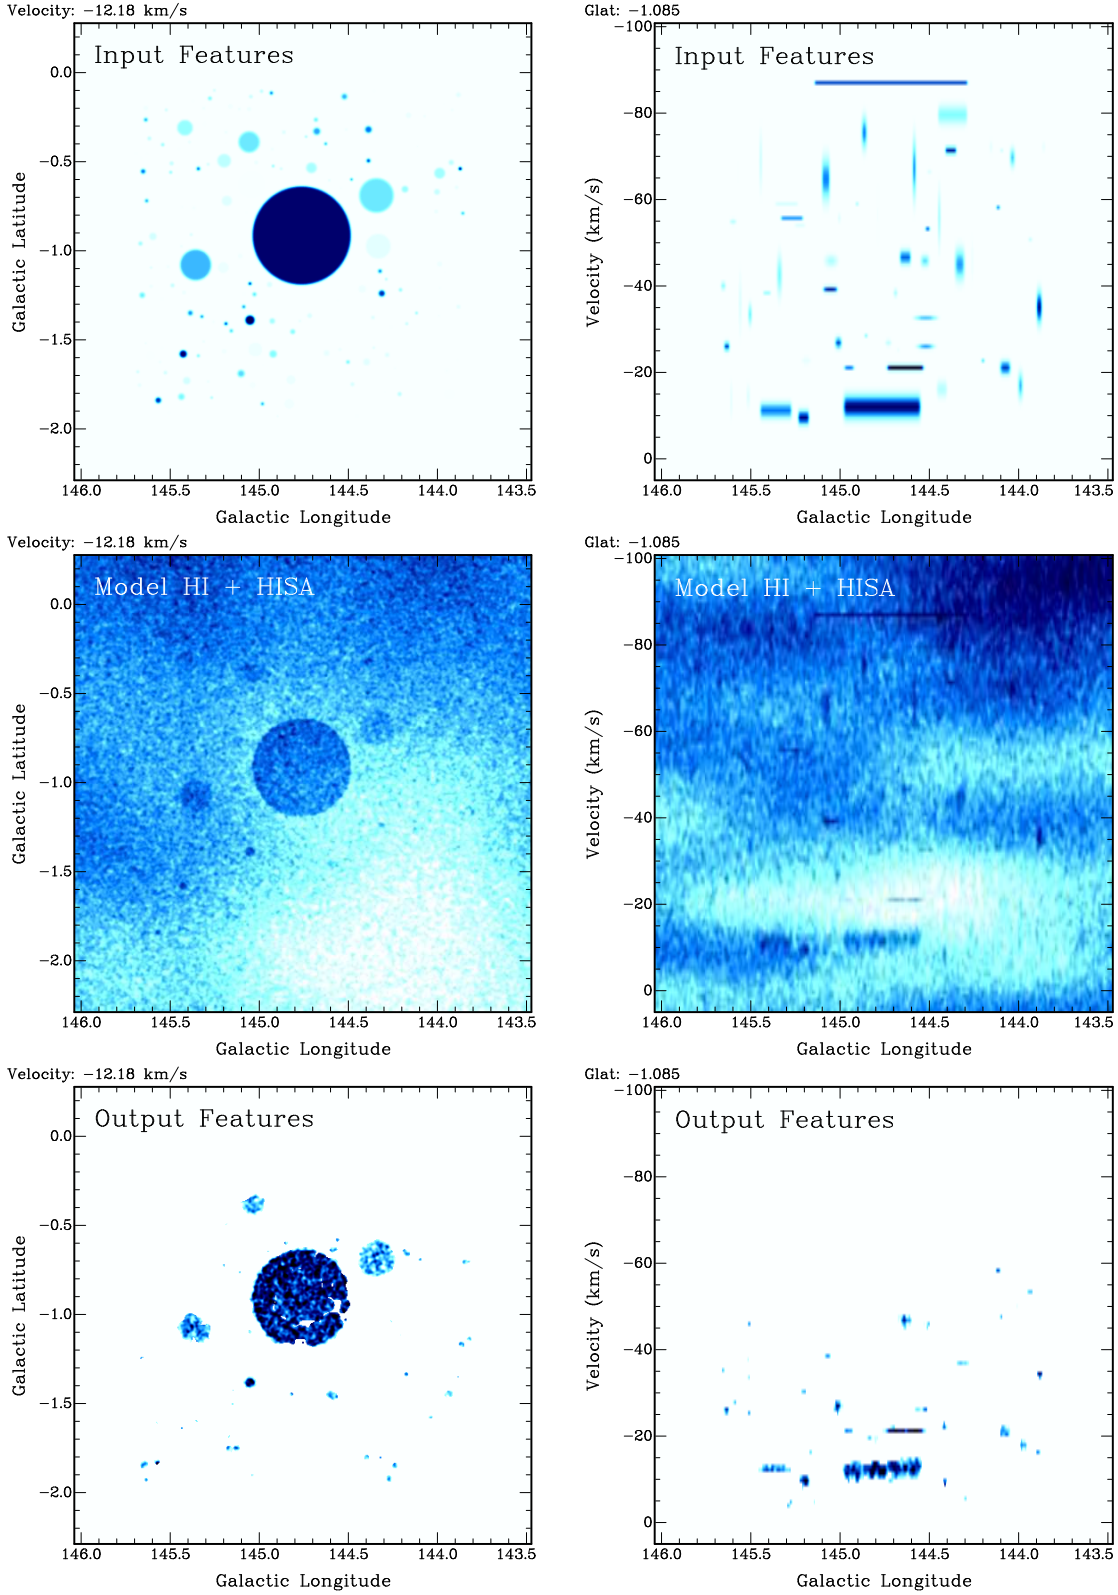 Velocity: −12.18 km/s
Input Features
Galactic Latitude
0.0
−0.5
−1.0
−1.5
−2.0
146.0 145.5 145.0 144.5 144.0 143.5
Galactic Longitude
Glat: −1.085
Input Features
Velocity (km/s)
−100
−80
−60
−40
−20
0
146.0 145.5 145.0 144.5 144.0 143.5
Galactic Longitude
Velocity: −12.18 km/s
Model HI + HISA
Galactic Latitude
0.0
−0.5
−1.0
−1.5
−2.0
146.0 145.5 145.0 144.5 144.0 143.5
Galactic Longitude
Glat: −1.085
Model HI + HISA
Velocity (km/s)
−100
−80
−60
−40
−20
0
146.0 145.5 145.0 144.5 144.0 143.5
Galactic Longitude
Velocity: −12.18 km/s
Output Features
Galactic Latitude
0.0
−0.5
−1.0
−1.5
−2.0
146.0 145.5 145.0 144.5 144.0 143.5
Galactic Longitude
Glat: −1.085
Output Features
Velocity (km/s)
−100
−80
−60
−40
−20
0
146.0 145.5 145.0 144.5 144.0 143.5
Galactic Longitude